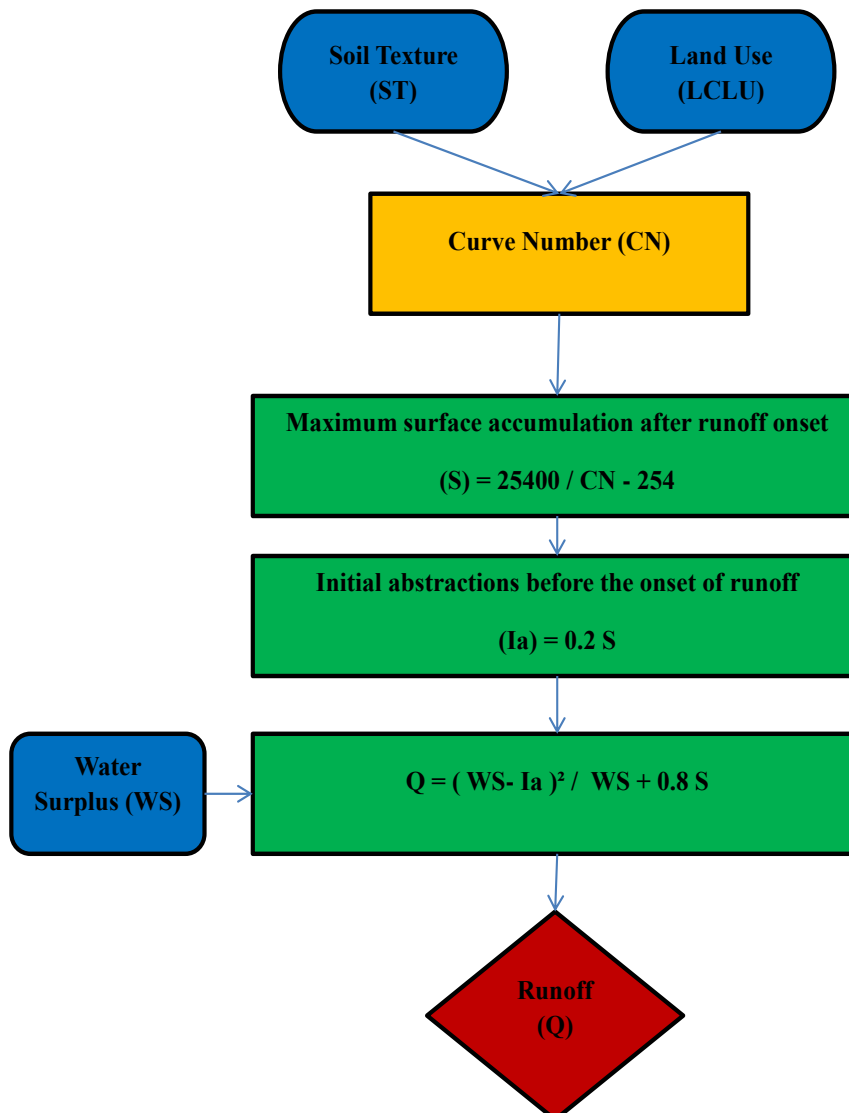 Soil Texture
(ST)
Land Use
(LCLU)
Curve Number (CN)
Maximum surface accumulation after runoff onset
(S) = 25400 / CN - 254
Initial abstractions before the onset of runoff
(Ia) = 0.2 S
Water
Surplus (WS)
Q = ( WS- Ia )² /  WS + 0.8 S
Runoff
(Q)